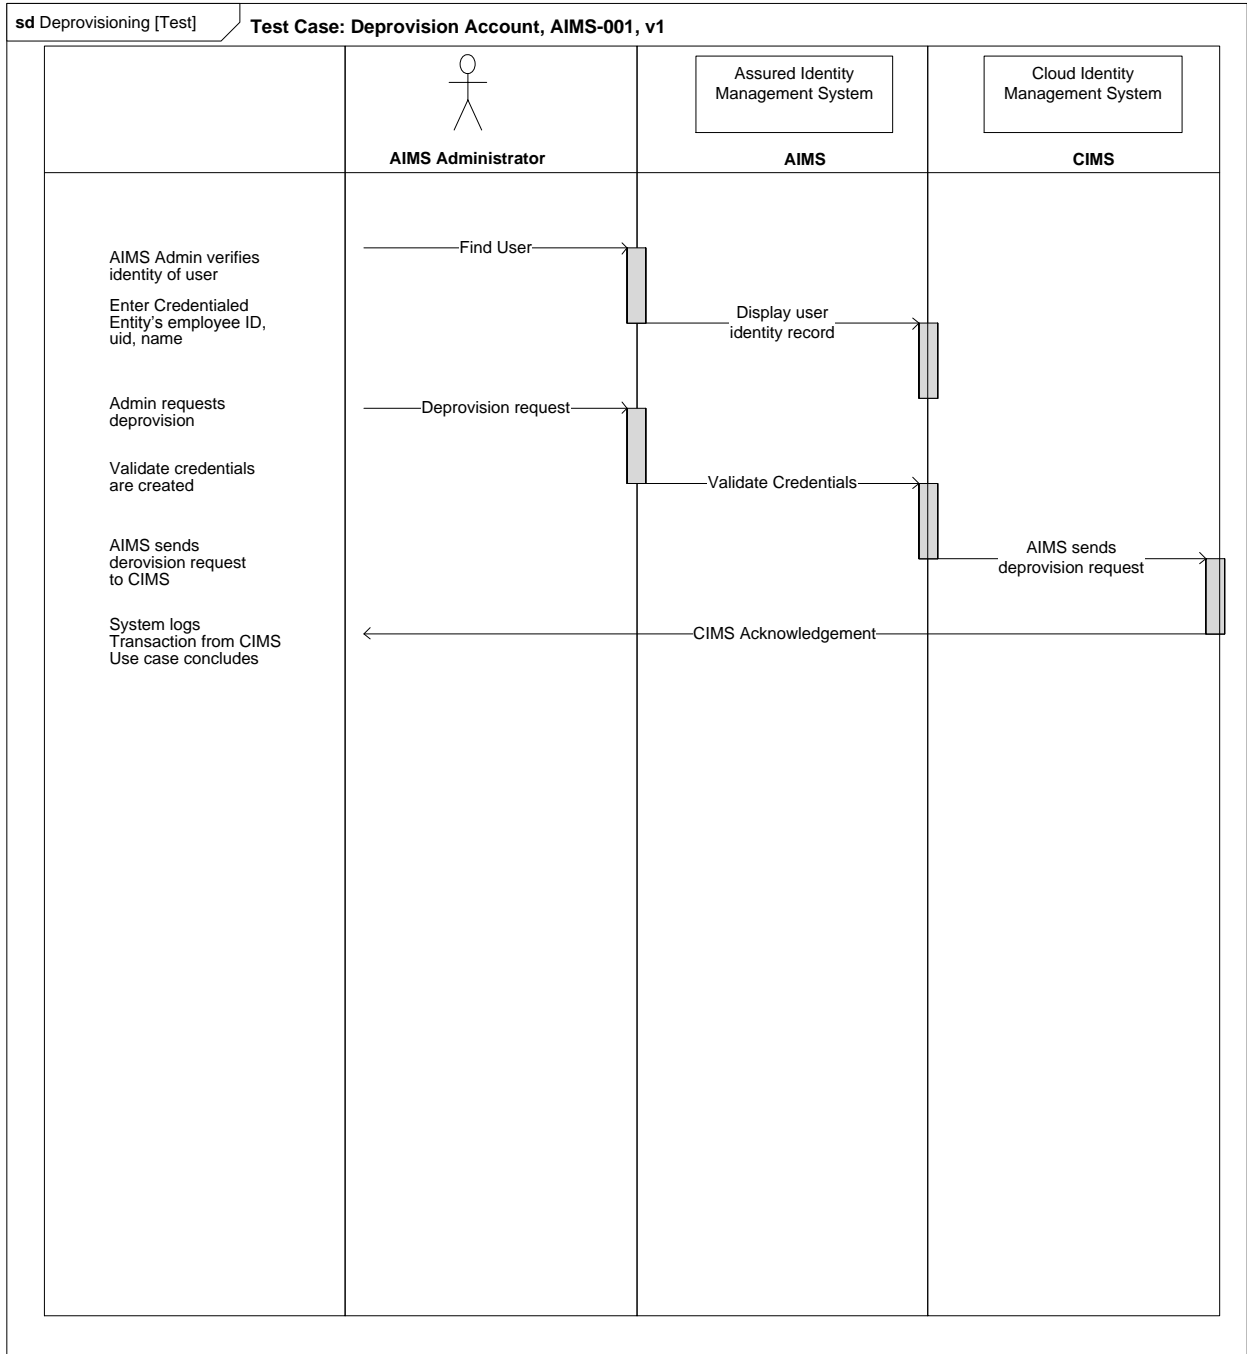 sd Deprovisioning [Test]
Test Case: Deprovision Account, AIMS-001, v1
Assured Identity
Management System
Cloud Identity
Management System
AIMS Administrator
AIMS
CIMS
AIMS Admin verifies
identity of user
Find User
Enter Credentialed
Entity's employee ID,
uid, name
Display user
identity record
Admin requests
deprovision
Deprovision request
Validate credentials
are created
Validate Credentials
AIMS sends
derovision request
to CIMS
AIMS sends
deprovision request
System logs
Transaction from CIMS
Use case concludes
CIMS Acknowledgement